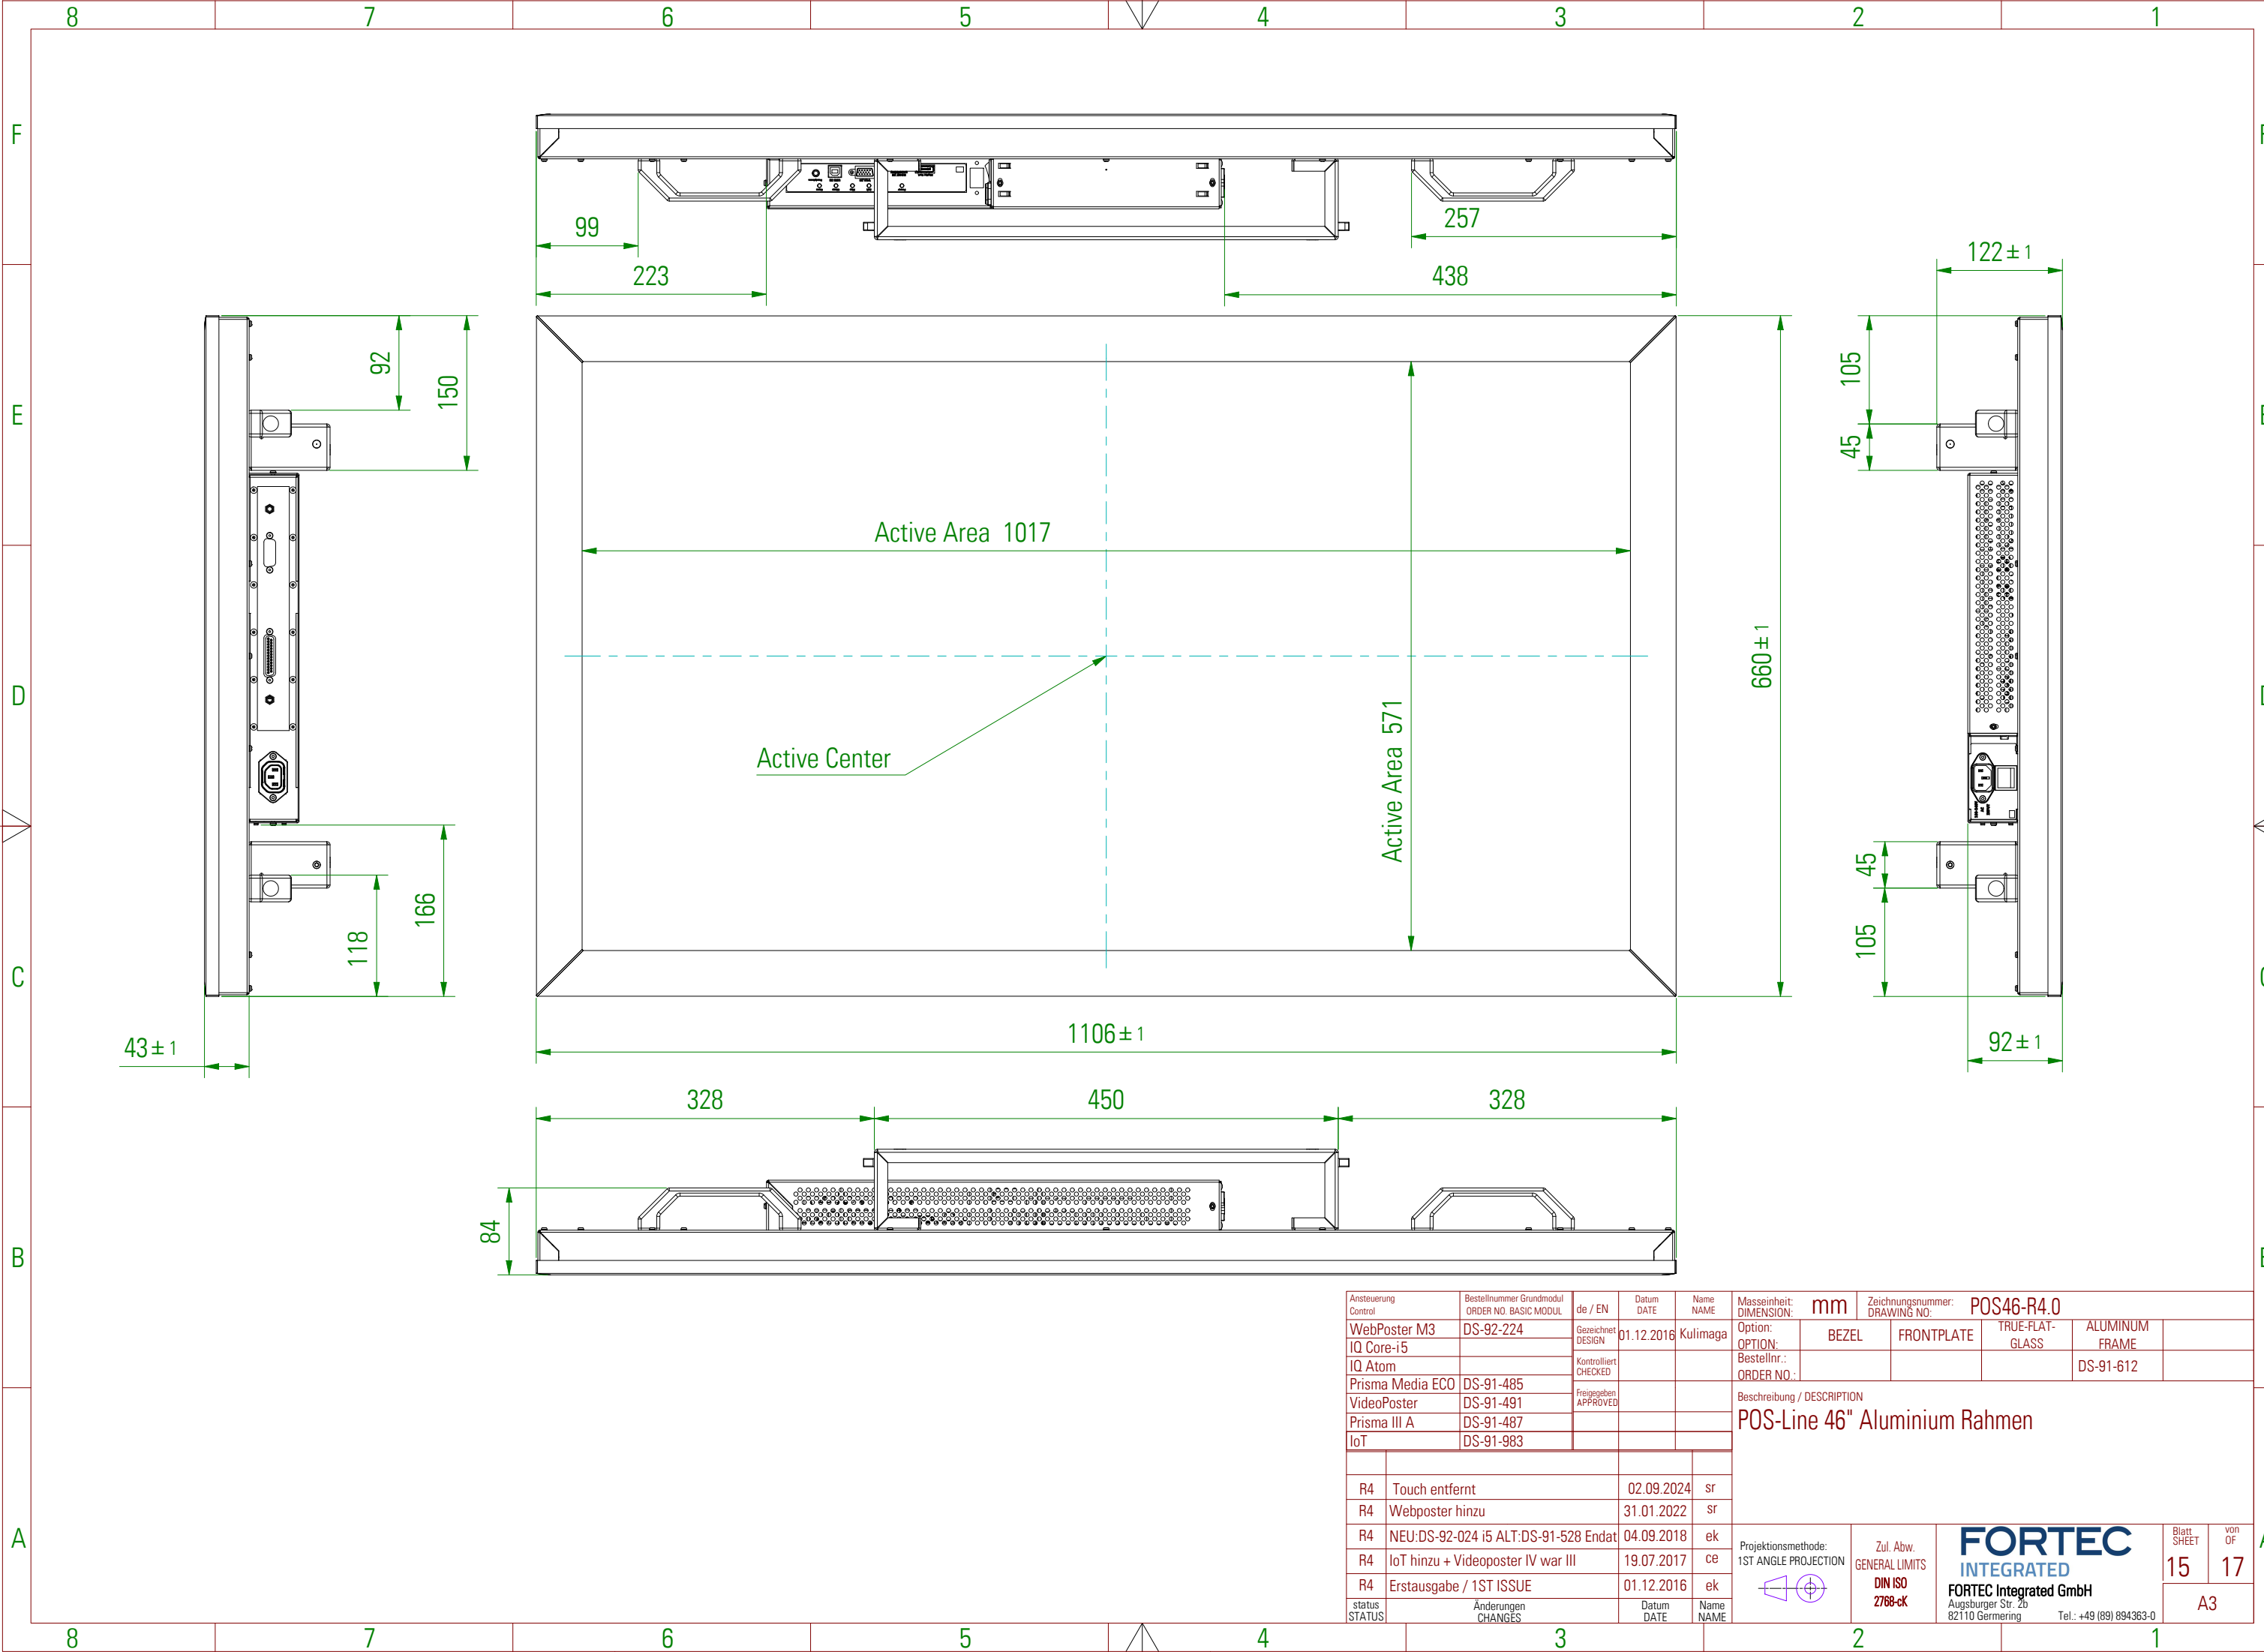 8 7 6 5 4 3 2 1
F
E
D
C
B
A
99
223
257
438
122 ± 1
92
150
105
45
Active Area 1017
Active Area 571
Active Center
660 ± 1
166
118
45
105
43 ± 1
1106 ± 1
92 ± 1
328 450 328
84
Ansteuerung
Control
Bestellnummer Grundmodul
ORDER NO. BASIC MODUL
WebPoster M3 DS-92-224
IQ Core-i5
IQ Atom
Prisma Media ECO DS-91-485
VideoPoster DS-91-491
Prisma III A DS-91-487
IoT DS-91-983
de / EN
Datum
DATE
Name
NAME
Gezeichnet
DESIGN
01.12.2016 Kulimaga
Kontrolliert
CHECKED
Freigegeben
APPROVED
Masseinheit:
DIMENSION:
mm
Zeichnungsnummer:
DRAWING NO:
POS46-R4.0
Option:
OPTION:
BEZEL
FRONTPLATE
TRUE-FLAT-
GLASS
ALUMINUM
FRAME
Bestellnr.:
ORDER NO.:
DS-91-612
Beschreibung / DESCRIPTION
POS-Line 46" Aluminium Rahmen
R4 Touch entfernt 02.09.2024 sr
R4 Webposter hinzu 31.01.2022 sr
R4 NEU:DS-92-024 i5 ALT:DS-91-528 Endat 04.09.2018 ek
R4 IoT hinzu + Videoposter IV war III 19.07.2017 ce
R4 Erstausgabe / 1ST ISSUE 01.12.2016 ek
status
STATUS
Änderungen
CHANGES
Datum
DATE
Name
NAME
Projektionsmethode:
1ST ANGLE PROJECTION
Zul. Abw.
GENERAL LIMITS
DIN ISO
2768-cK
FORTEC
INTEGRATED
FORTEC Integrated GmbH
Augsburger Str. 2b
82110 Germering Tel.: +49 (89) 894363-0
Blatt
SHEET
15
von
OF
17
A3
8 7 6 5 4 3 2 1